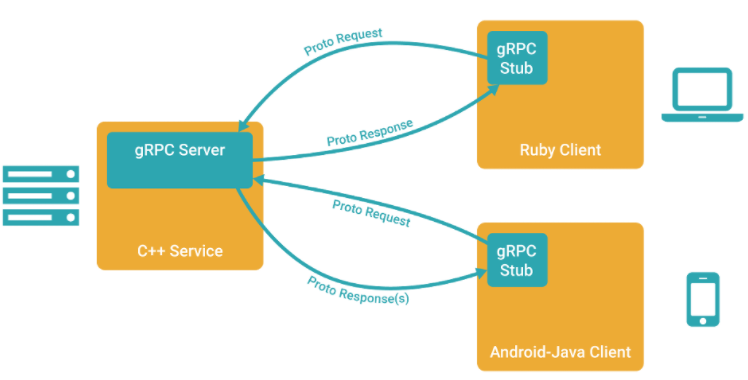 Proto Request
gRPC
Stub
Ruby Client
Proto Response
gRPC Server
C++ Service
Proto Request
gRPC
Stub
Proto Response(s)
Android-Java Client